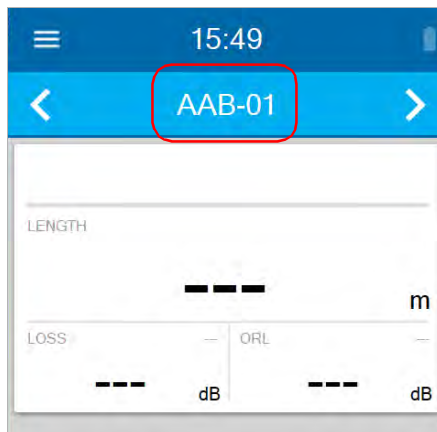 15:49
AAB-01
LENGTH
--- m
LOSS --- ORL ---
--- dB --- dB